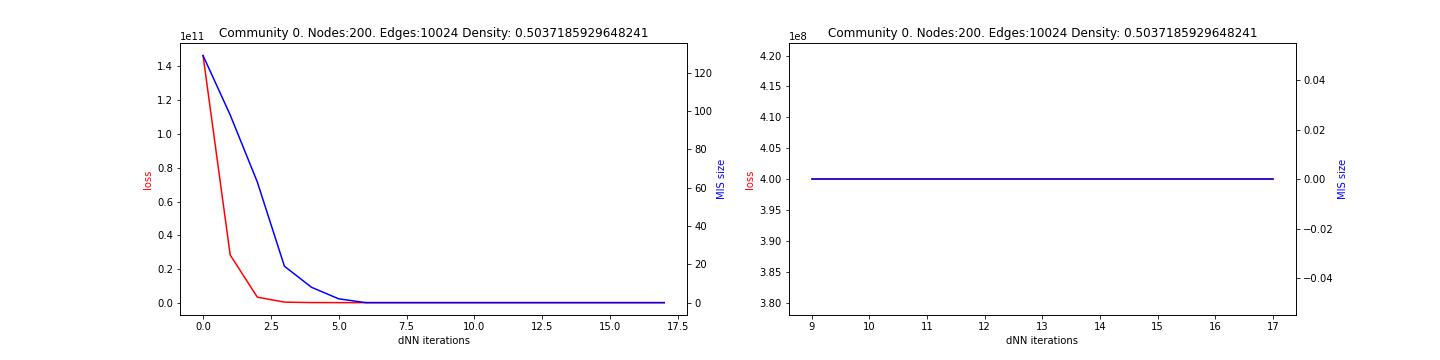 Community 0. Nodes:200. Edges:10024 Density: 0.5037185929648241
1e11
1.4
1.2
1.0
0.8
0.6
0.4
0.2
0.0
loss
120
100
80
60
40
20
0
MIS size
0.0 2.5 5.0 7.5 10.0 12.5 15.0 17.5
dNN iterations
Community 0. Nodes:200. Edges:10024 Density: 0.5037185929648241
1e8
4.20
4.15
4.10
4.05
4.00
3.95
3.90
3.85
3.80
loss
0.04
0.02
0.00
−0.02
−0.04
MIS size
9 10 11 12 13 14 15 16 17
dNN iterations